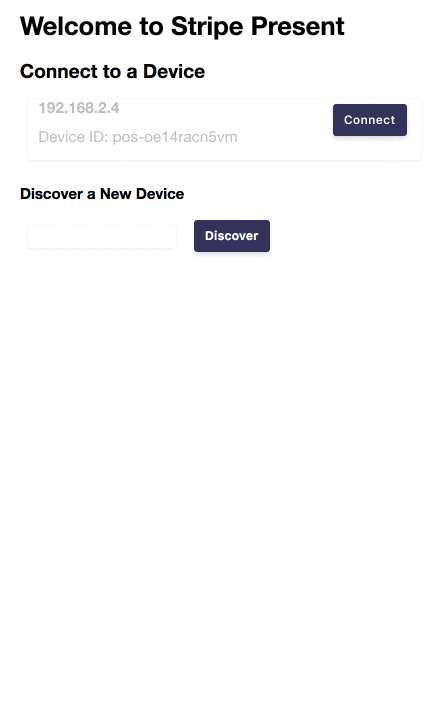 Welcome to Stripe Present
Connect to a Device
192.168.2.4
Connect
Device ID: pos-oe14racn5vm
Discover a New Device
Discover